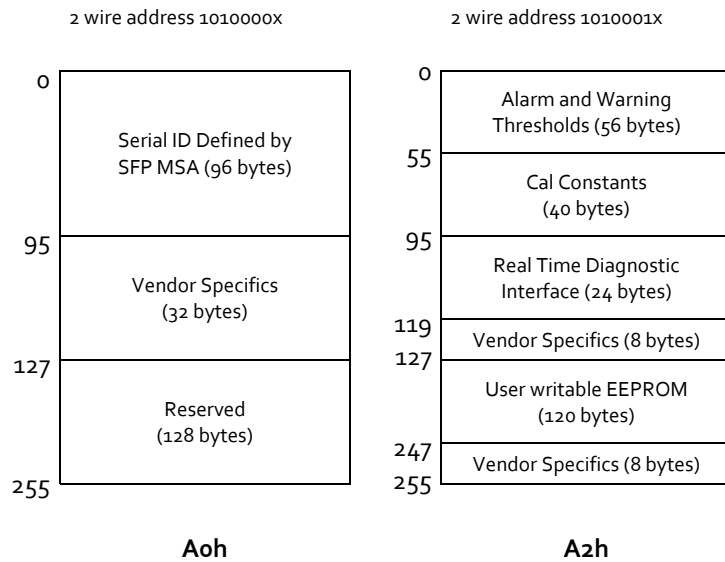 2 wire address 1010000x
0
Serial ID Defined by
SFP MSA (96 bytes)
95
Vendor Specifics
(32 bytes)
127
Reserved
(128 bytes)
255
A0h
2 wire address 1010001x
0
Alarm and Warning
Thresholds (56 bytes)
55
Cal Constants
(40 bytes)
95
Real Time Diagnostic
Interface (24 bytes)
119
Vendor Specifics (8 bytes)
127
User writable EEPROM
(120 bytes)
247
Vendor Specifics (8 bytes)
255
A2h